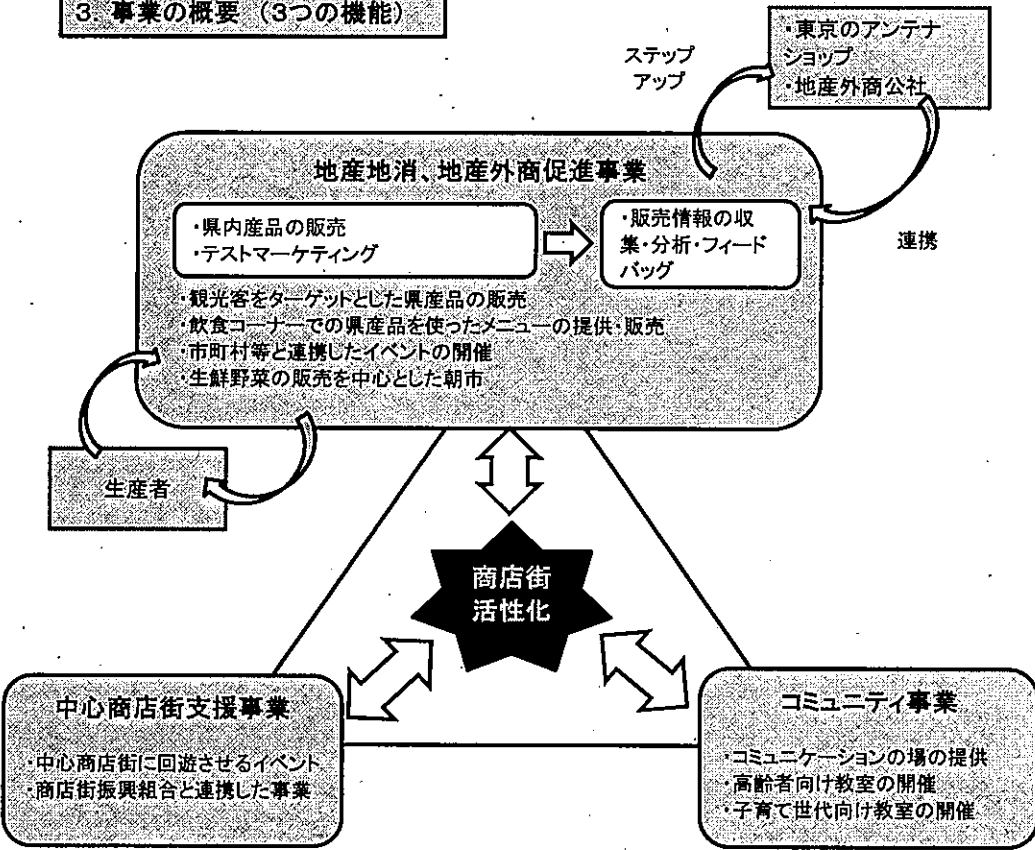 3. 事業の概要 (3つの機能)
・東京のアンテナ
ショップ
・地産外商公社
ステップ
アップ
地産地消、地産外商促進事業
・県内産品の販売
・テストマーケティング
・販売情報の収
集・分析・フィード
バッグ
連携
・観光客をターゲットとした県産品の販売
・飲食コーナーでの県産品を使ったメニューの提供・販売
・市町村等と連携したイベントの開催
・生鮮野菜の販売を中心とした朝市
生産者
商店街
活性化
中心商店街支援事業
・中心商店街に回遊させるイベント
・商店街振興組合と連携した事業
コミュニティ事業
・コミュニケーションの場の提供
・高齢者向け教室の開催
・子育て世代向け教室の開催